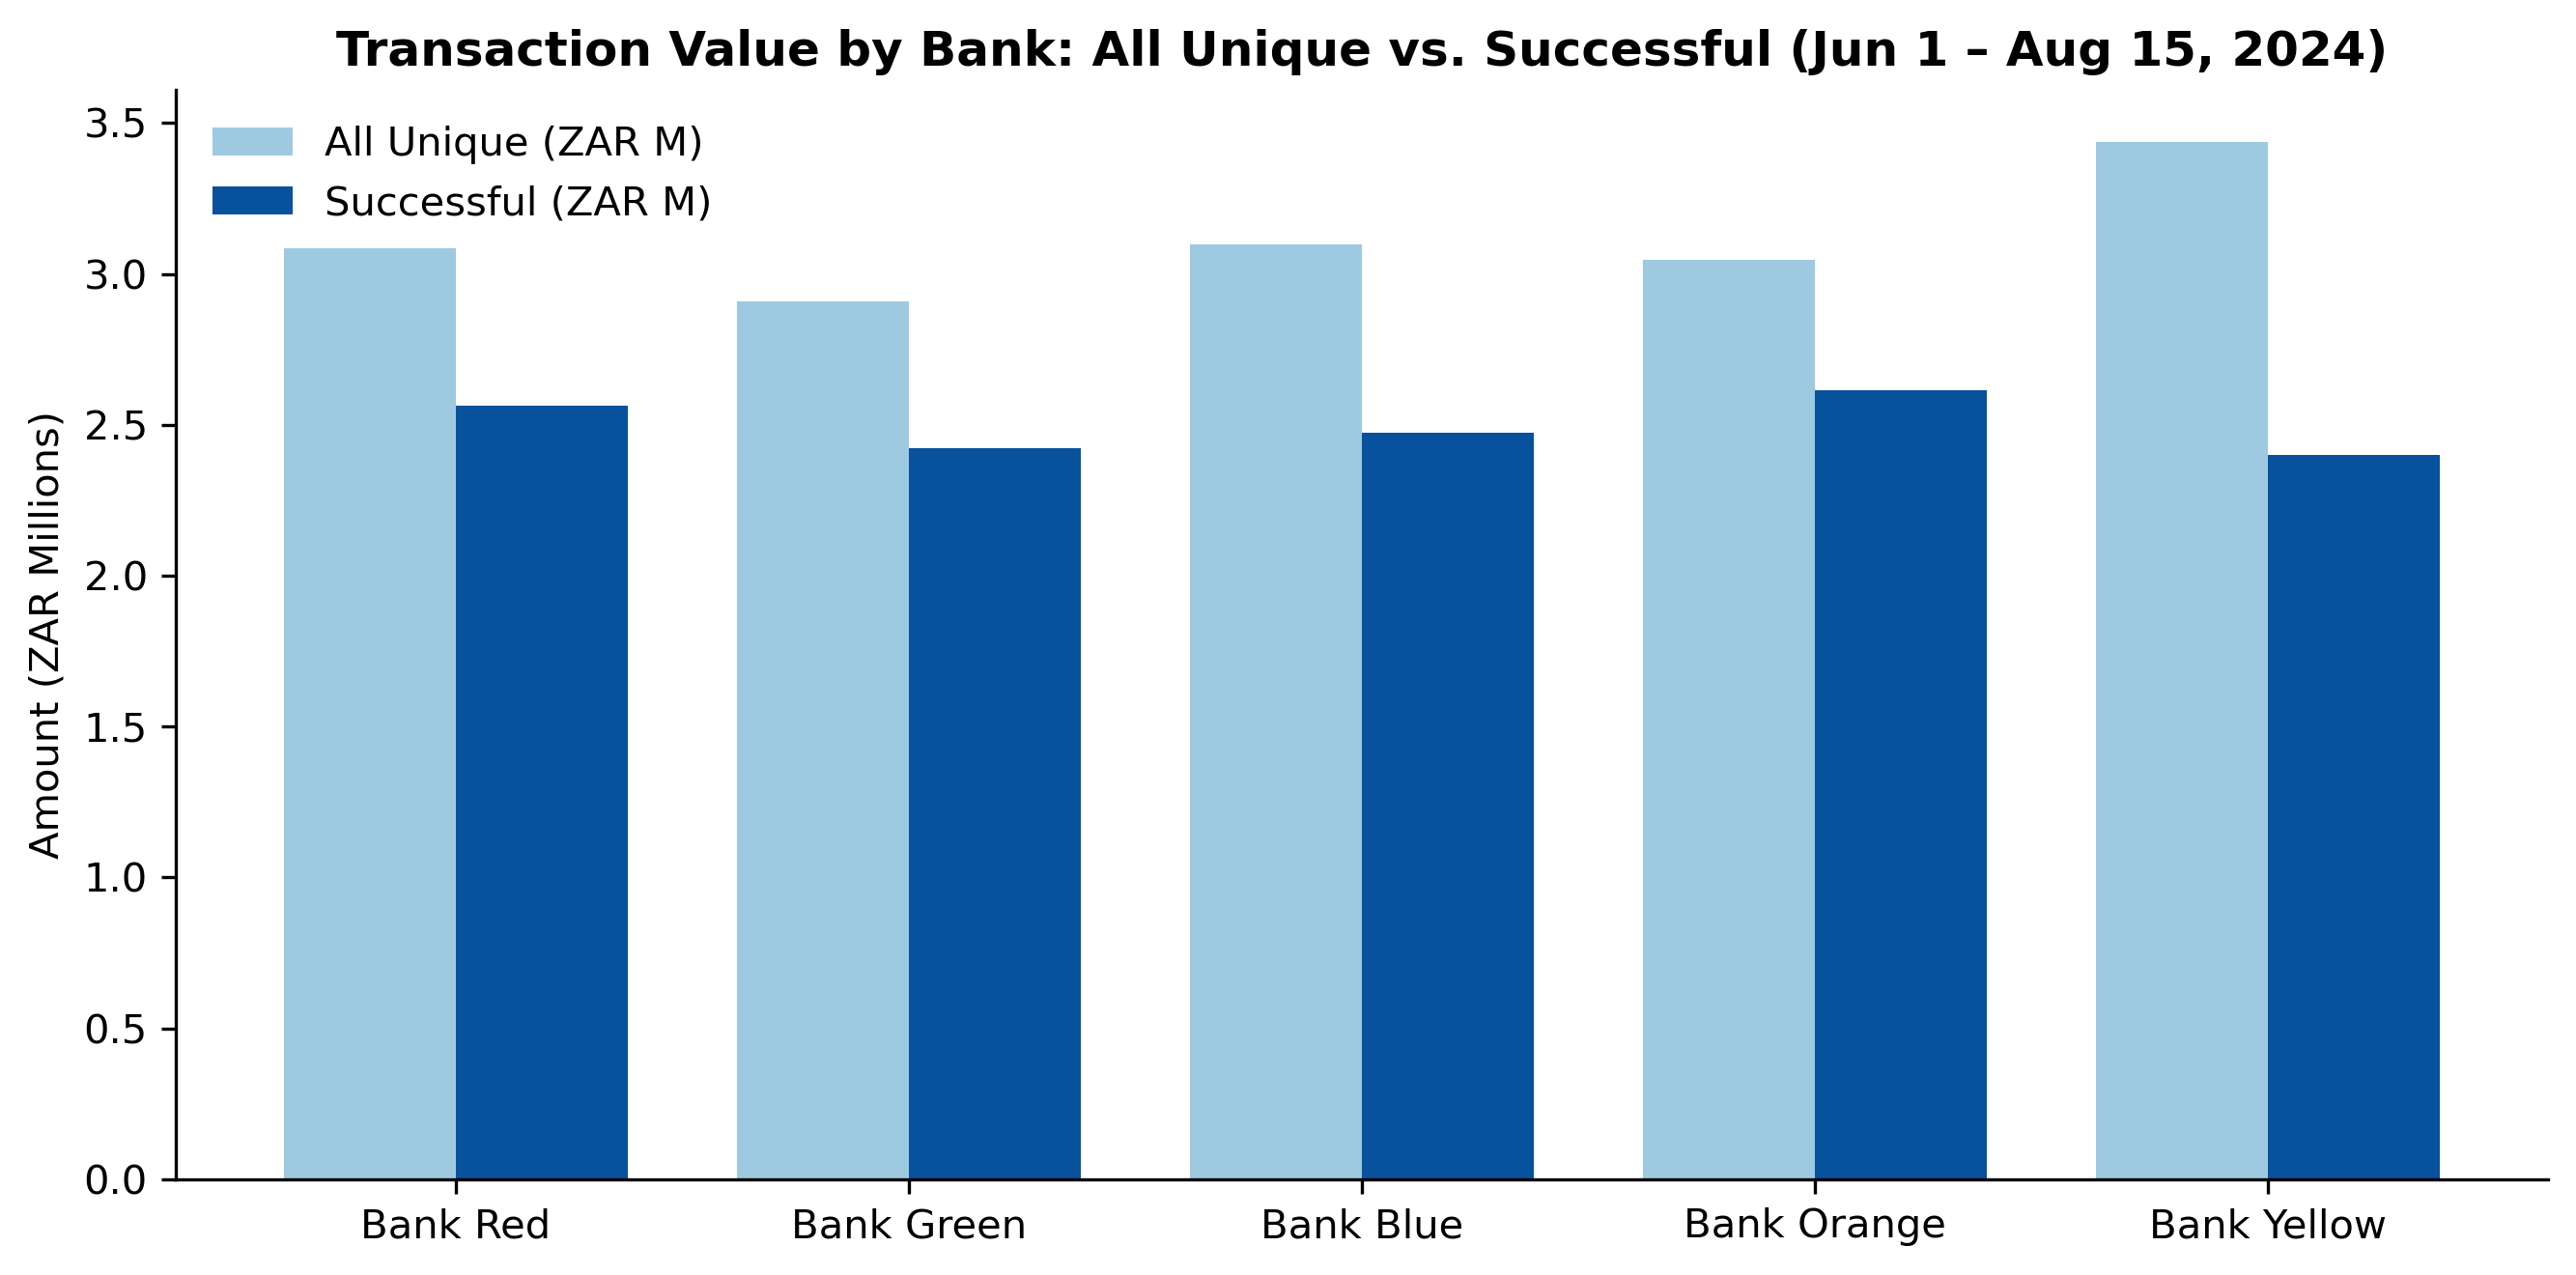 Transaction Value by Bank: All Unique vs. Successful (Jun 1 – Aug 15, 2024)
All Unique (ZAR M)
Successful (ZAR M)
Amount (ZAR Millions)
3.5
3.0
2.5
2.0
1.5
1.0
0.5
0.0
Bank Red
Bank Green
Bank Blue
Bank Orange
Bank Yellow